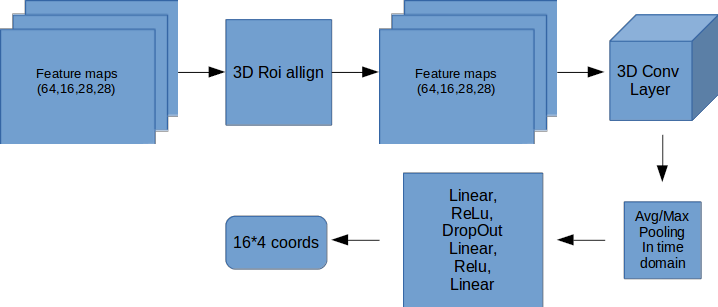 Feature maps
(64,16,28,28)
3D Roi allign
Feature maps
(64,16,28,28)
3D Conv
Layer
Avg/Max
Pooling
In time
domain
Linear,
ReLu,
DropOut
Linear,
Relu,
Linear
16*4 coords